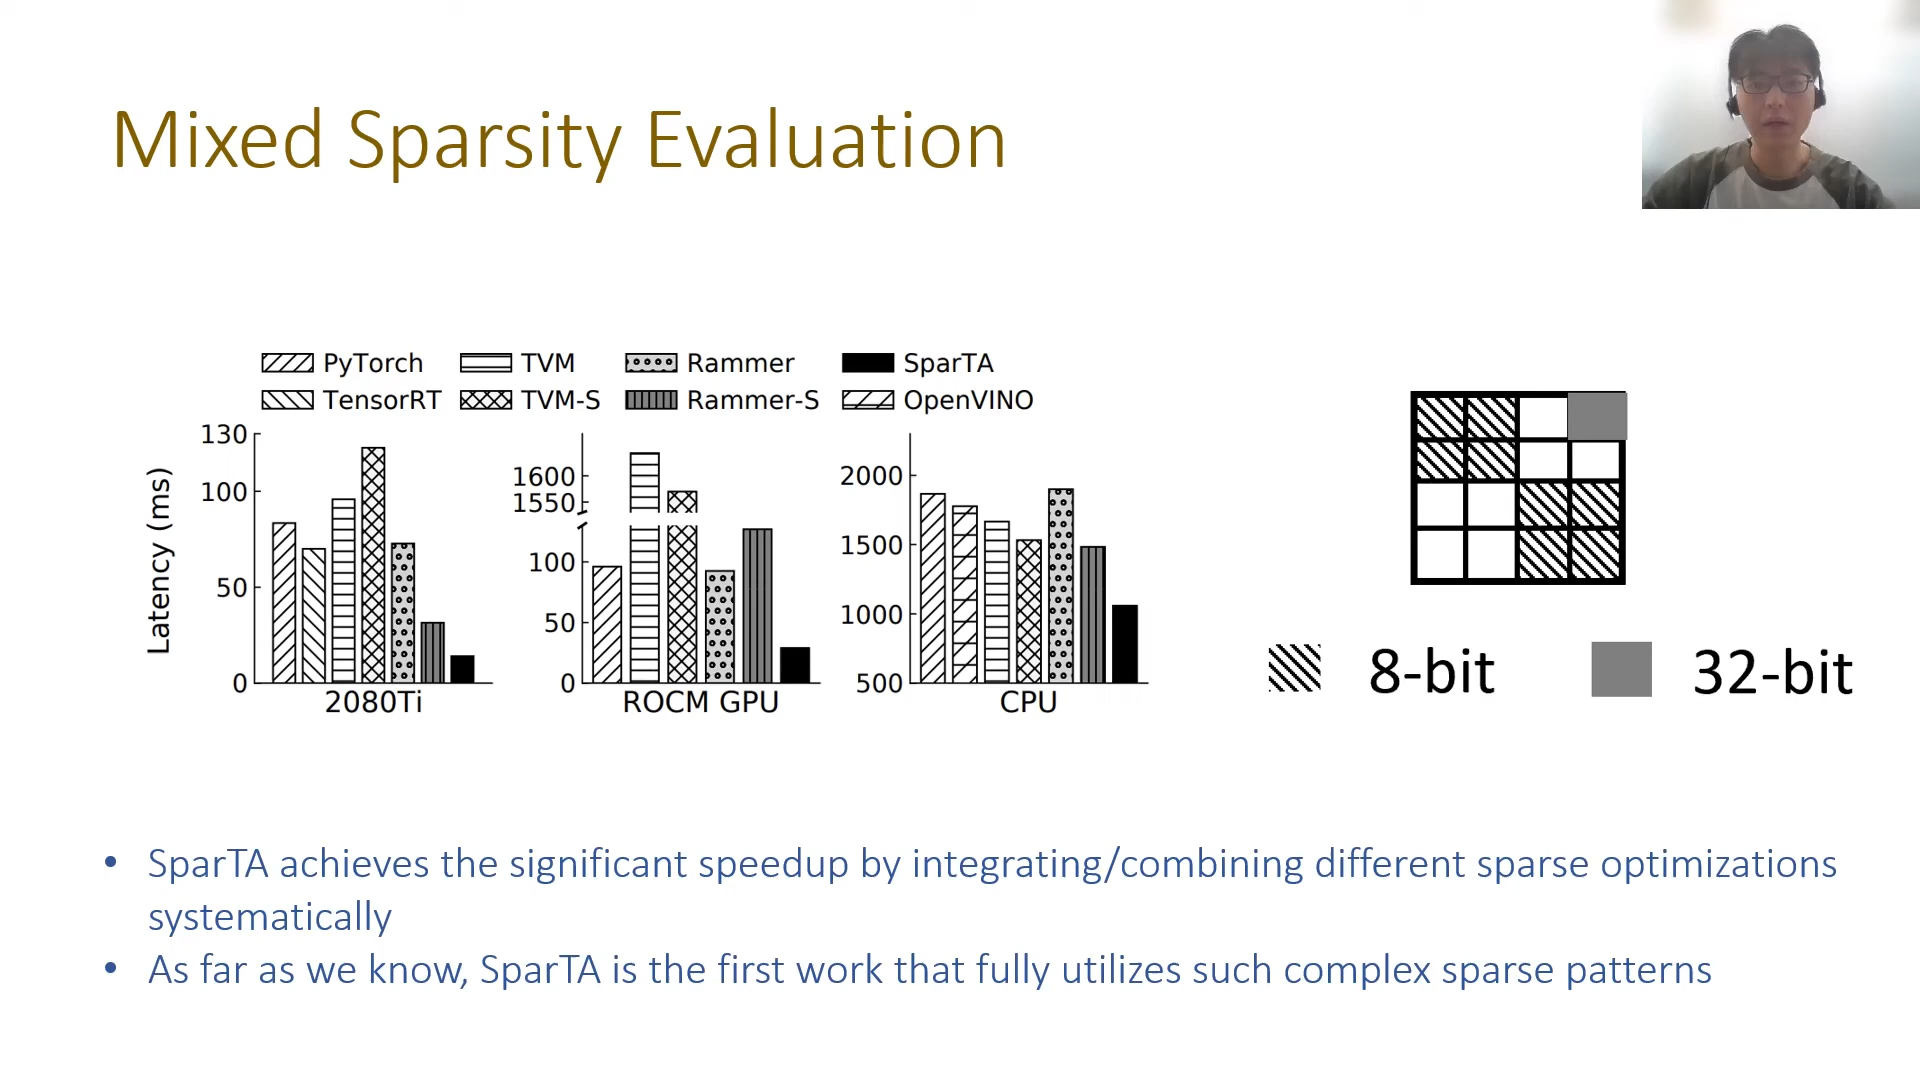 Mixed Sparsity Evaluation
PyTorch TVM Rammer SparTA
TensorRT TVM-S Rammer-S OpenVINO
Latency (ms)
130
100
50
0
2080Ti
1600
1550
100
50
0
ROCM GPU
2000
1500
1000
500
CPU
8-bit 32-bit
• SparTA achieves the significant speedup by integrating/combining different sparse optimizations
systematically
• As far as we know, SparTA is the first work that fully utilizes such complex sparse patterns